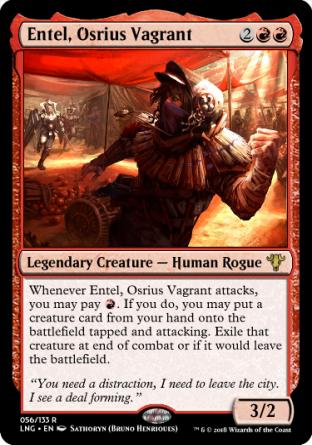 Entel, Osrius Vagrant 2
Legendary Creature — Human Rogue
Whenever Entel, Osrius Vagrant attacks,
you may pay R. If you do, you may put a
creature card from your hand onto the
battlefield tapped and attacking. Exile that
creature at end of combat or if it would leave
the battlefield.
“You need a distraction, I need to leave the city.
I see a deal forming.”
3/2
056/133 R
LNG • EN SATHORYN (BRUNO HENRIQUES)
™ & © 2018 Wizards of the Coast